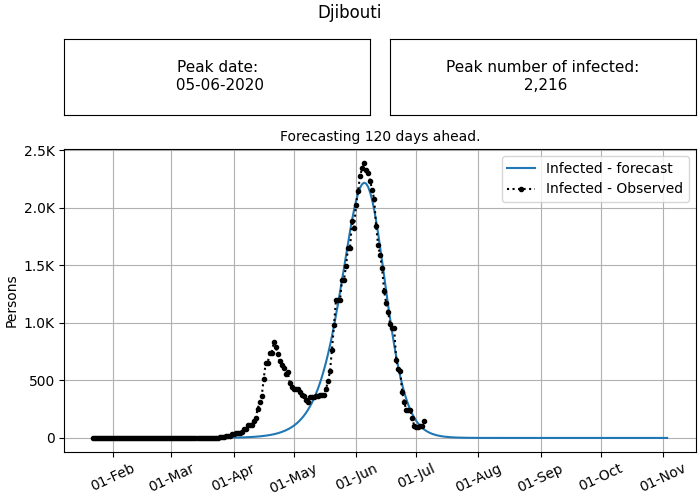 Djibouti
Peak date:
05-06-2020
Peak number of infected:
2,216
Forecasting 120 days ahead.
2.5K
2.0K
1.5K
1.0K
500
0
Persons
Infected - forecast
Infected - Observed
01-Feb
01-Mar
01-Apr
01-May
01-Jun
01-Jul
01-Aug
01-Sep
01-Oct
01-Nov